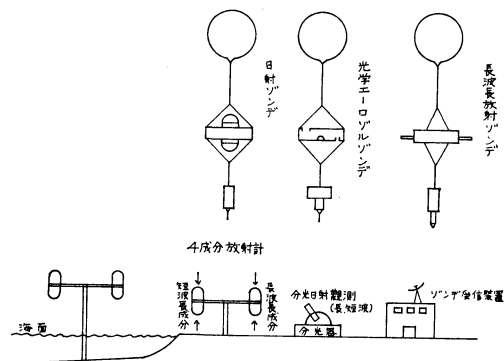 日射ゾンデ
光学エーロゾルゾンデ
長波長放射ゾンデ
4成分放射計
短波長成分
長波長成分
分光日射観測
(長,短波)
分光器
ゾンデ受信装置
海面